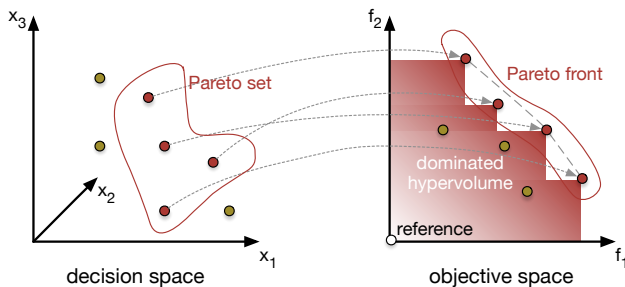 x3
Pareto set
x2
x1
decision space
f2
Pareto front
dominated
hypervolume
reference
f1
objective space